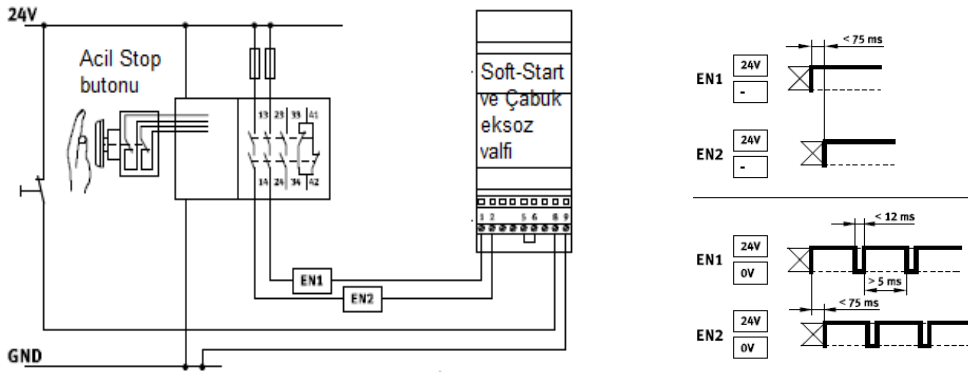 24V
Acil Stop
butonu
13 23 33 41
14 24 34 42
Soft-Start
ve Çabuk
eksoz
valfi
1 2 5 6 8 9
EN1
EN2
GND
< 75 ms
EN1 24V
-
EN2 24V
-
< 12 ms
EN1 24V
0V
> 5 ms
< 75 ms
EN2 24V
0V